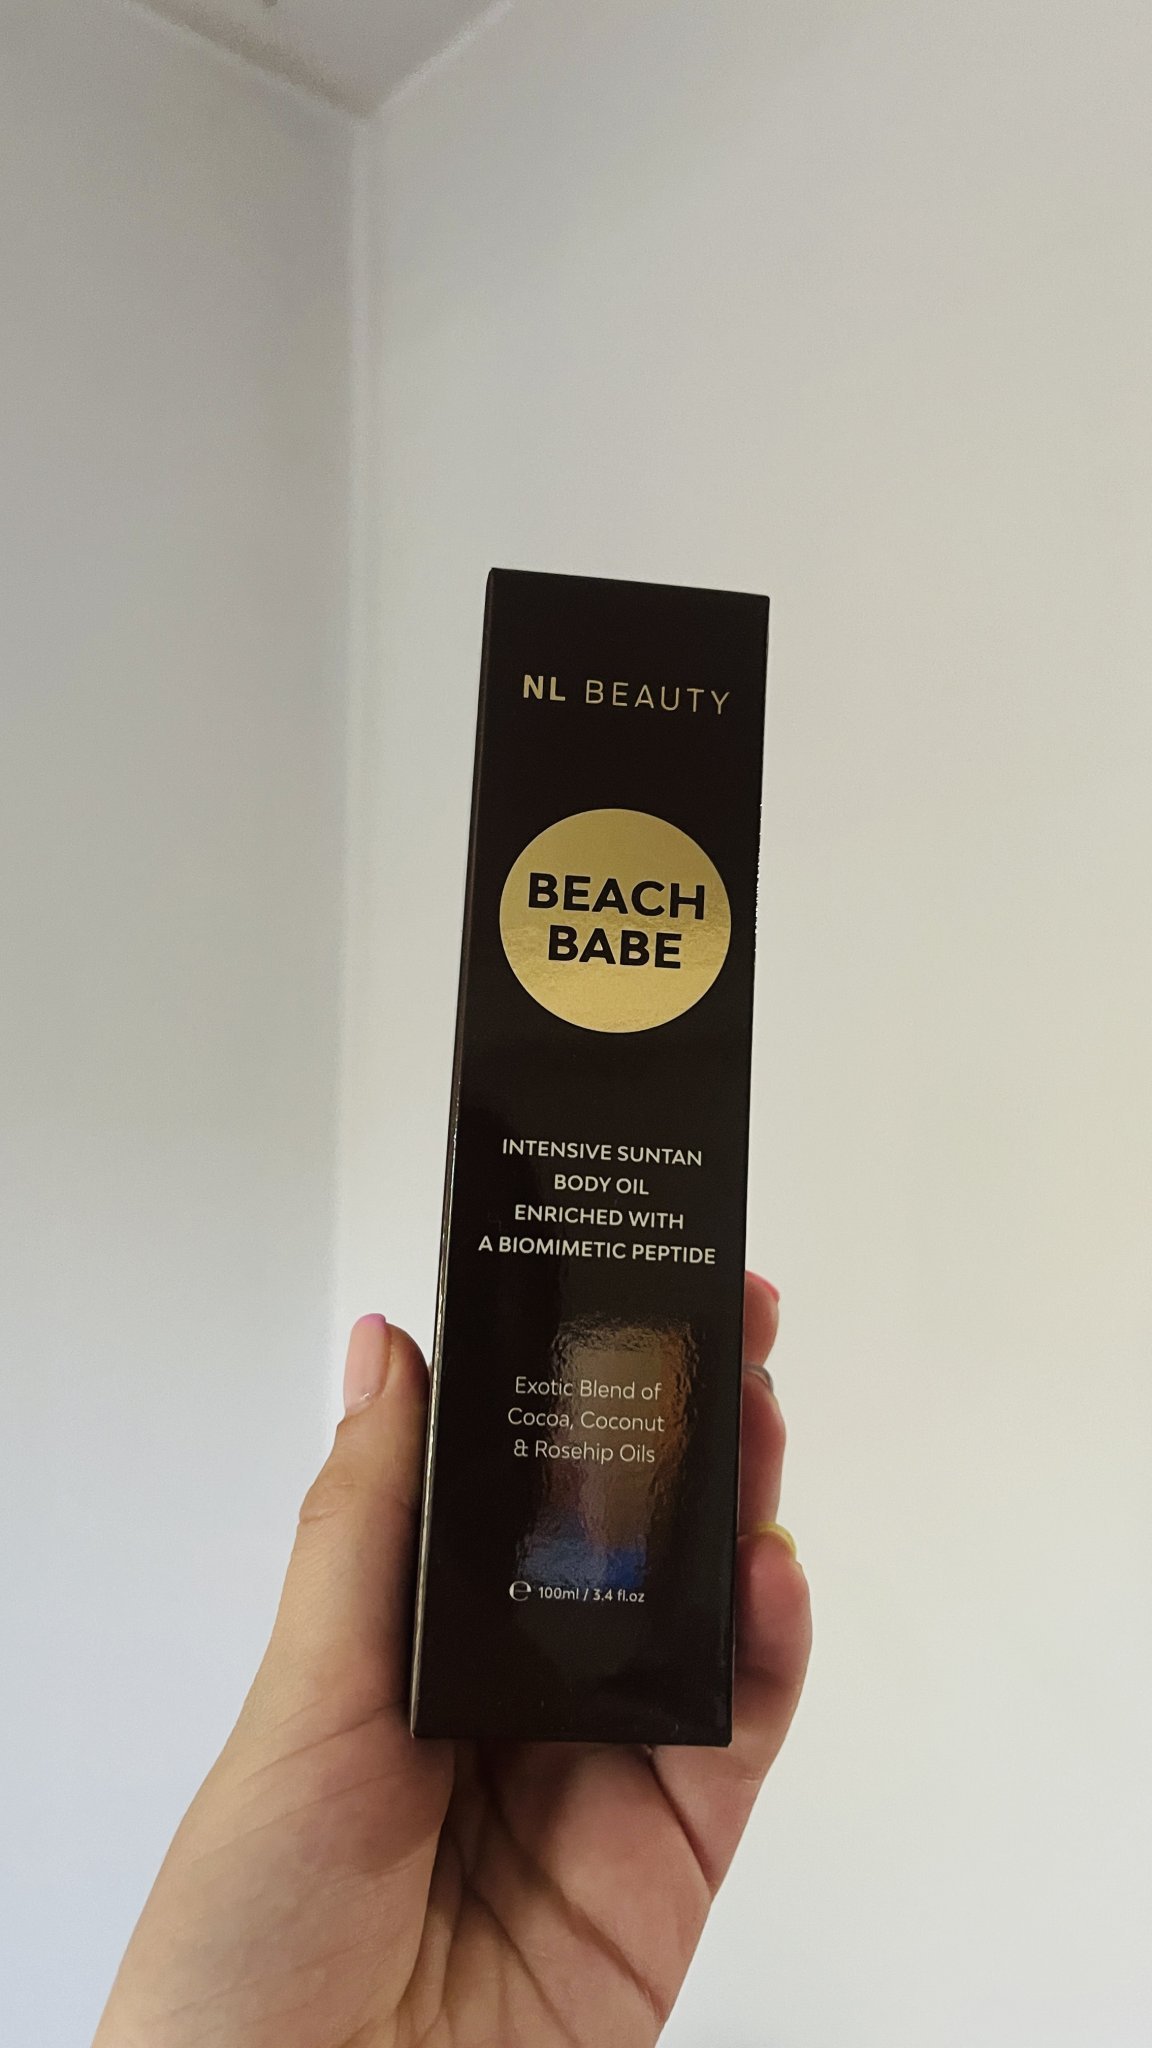 NL BEAUTY
BEACH
BABE
INTENSIVE SUNTAN
BODY OIL
ENRICHED WITH
A BIOMIMETIC PEPTIDE
Exotic Blend of
Cocoa, Coconut
& Rosehip Oils
℮ 100ml / 3.4 fl.oz